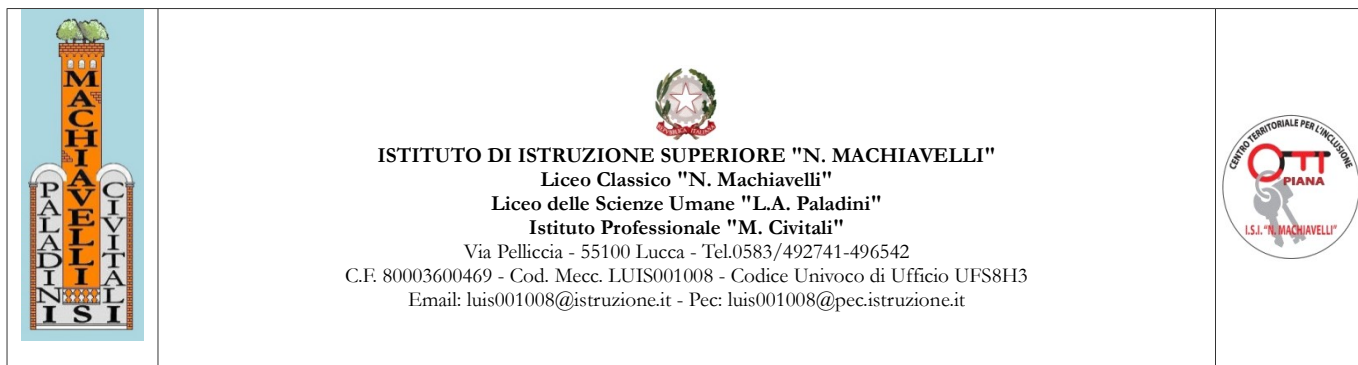 MACHIAVELLI
PALADINI
CIVITALI
ISI
REPVBBLICA ITALIANA
ISTITUTO DI ISTRUZIONE SUPERIORE "N. MACHIAVELLI"
Liceo Classico "N. Machiavelli"
Liceo delle Scienze Umane "L.A. Paladini"
Istituto Professionale "M. Civitali"
Via Pelliccia - 55100 Lucca - Tel.0583/492741-496542
C.F. 80003600469 - Cod. Mecc. LUIS001008 - Codice Univoco di Ufficio UFS8H3
Email: luis001008@istruzione.it - Pec: luis001008@pec.istruzione.it
CENTRO TERRITORIALE PER L'INCLUSIONE
PIANA
I.S.I. "N. MACHIAVELLI"